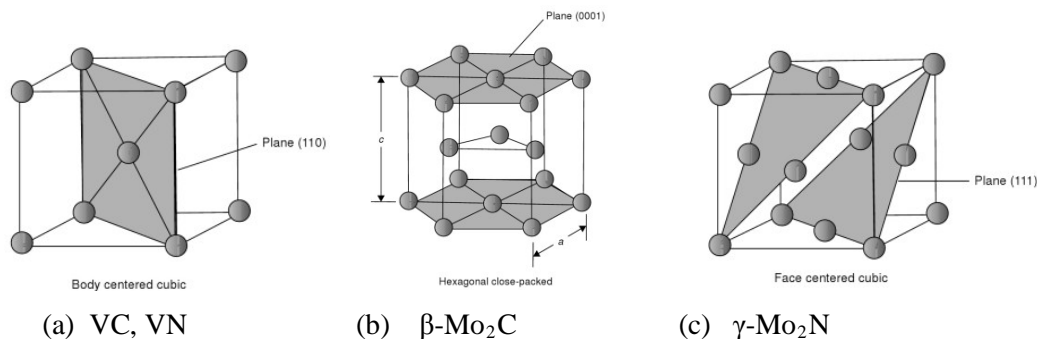 Plane (0001)
Plane (110)
c
a
Plane (111)
Body centered cubic
Hexagonal close-packed
Face centered cubic
(a) VC, VN
(b) β-Mo₂C
(c) γ-Mo₂N